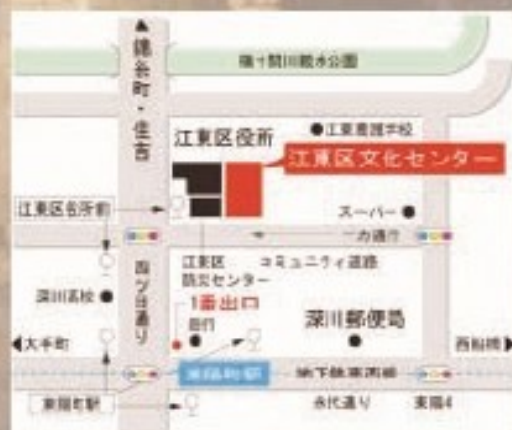 ▲錦糸町・住吉
横十間川親水公園
江東区役所
●江東養護学校
江東区文化センター
江東区役所前
スーパー●
一方通行
四ツ目通り
江東区
防災センター
コミュニティ道路
1番出口
銀行
深川高校●
深川郵便局
◀大手町
西船橋▶
東陽町駅
地下鉄東西線
東陽町駅
永代通り
東陽4